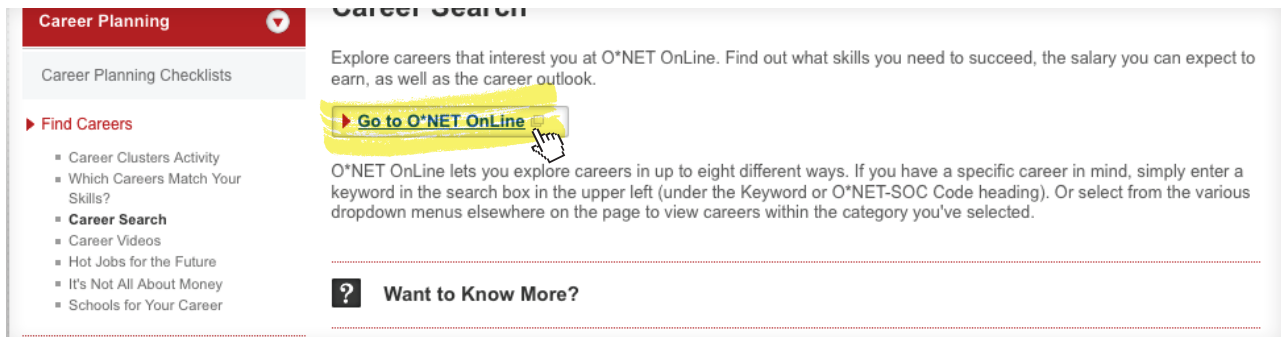 Career Planning
Career Planning Checklists
Find Careers
Career Clusters Activity
Which Careers Match Your
Skills?
Career Search
Career Videos
Hot Jobs for the Future
It's Not All About Money
Schools for Your Career
Career Search
Explore careers that interest you at O*NET OnLine. Find out what skills you need to succeed, the salary you can expect to
earn, as well as the career outlook.
Go to O*NET OnLine
O*NET OnLine lets you explore careers in up to eight different ways. If you have a specific career in mind, simply enter a
keyword in the search box in the upper left (under the Keyword or O*NET-SOC Code heading). Or select from the various
dropdown menus elsewhere on the page to view careers within the category you've selected.
? Want to Know More?